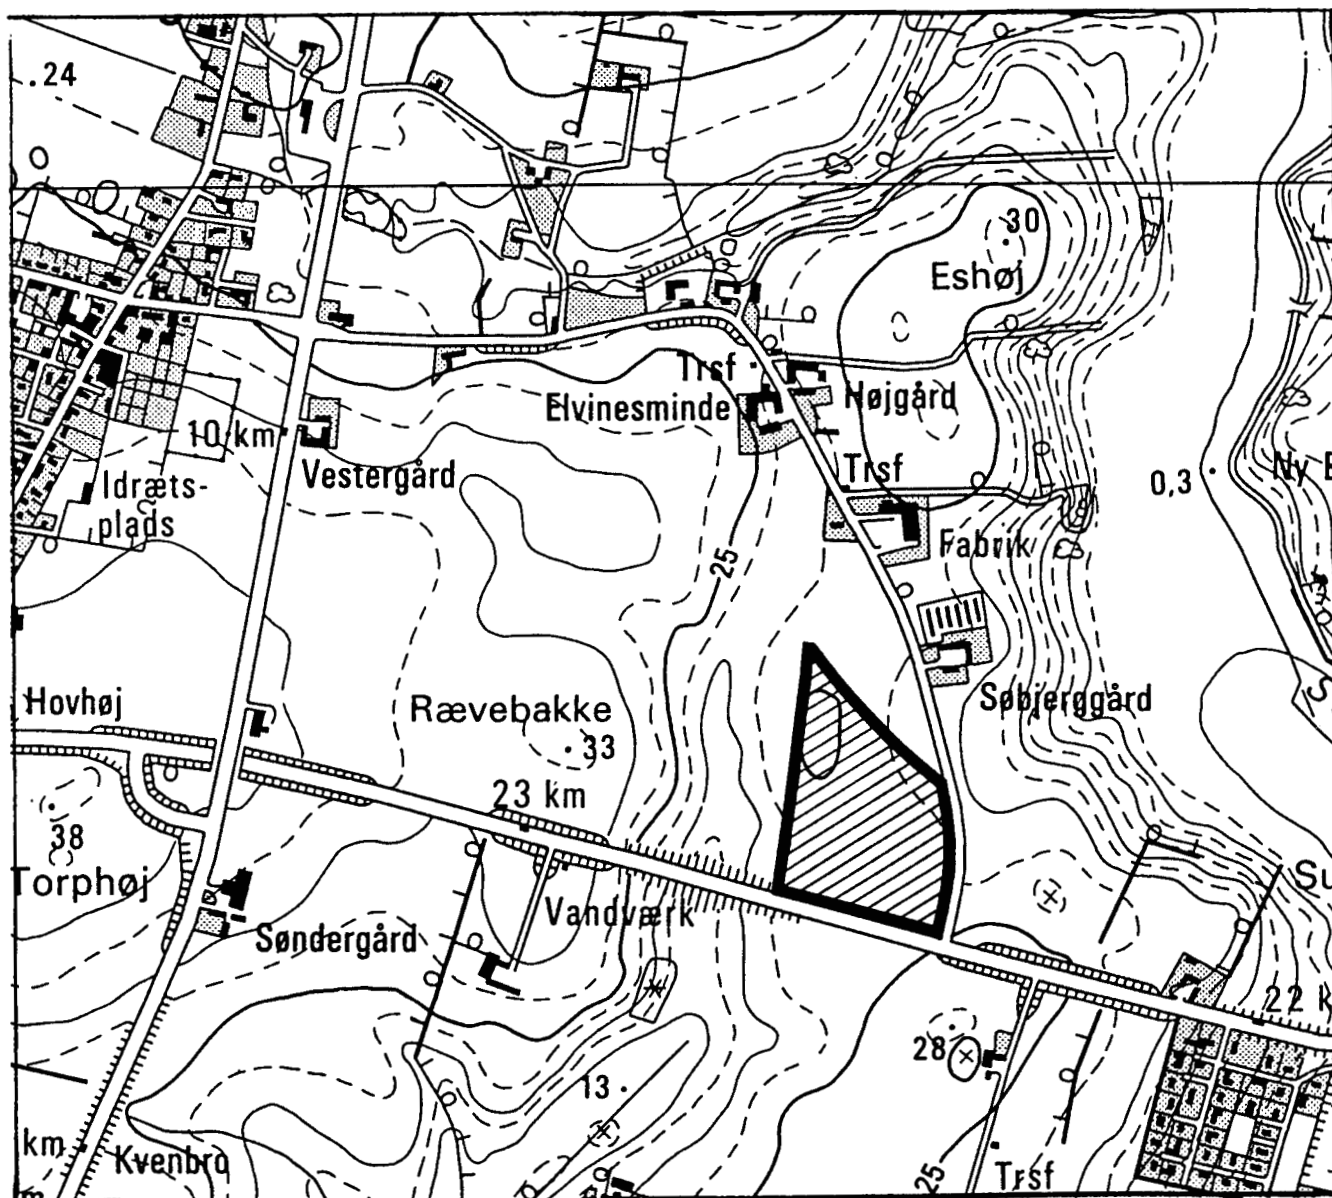 .24
30
Eshøj
Trsf
Elvinesminde
Højgård
10 km
Vestergård
Trsf
0,3
Idræts-
plads
Fabrik
25
Hovhøj
Rævebakke
33
Søbjerggård
23 km
38
Torphøj
Vandværk
Søndergård
22 k
28
13
km
Kvenbro
25
Trsf